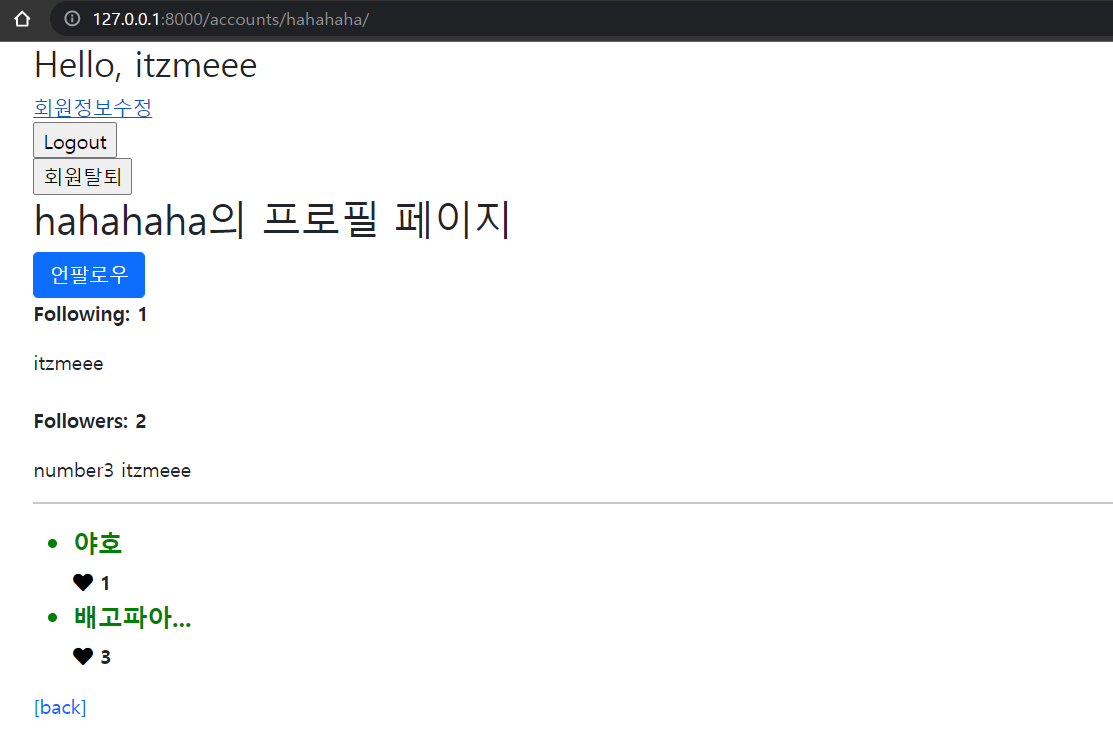 127.0.0.1:8000/accounts/hahahaha/
Hello, itzmeee
회원정보수정
Logout
회원탈퇴
hahahaha의 프로필 페이지
언팔로우
Following: 1
itzmeee
Followers: 2
number3 itzmeee
야호
1
배고파아...
3
[back]